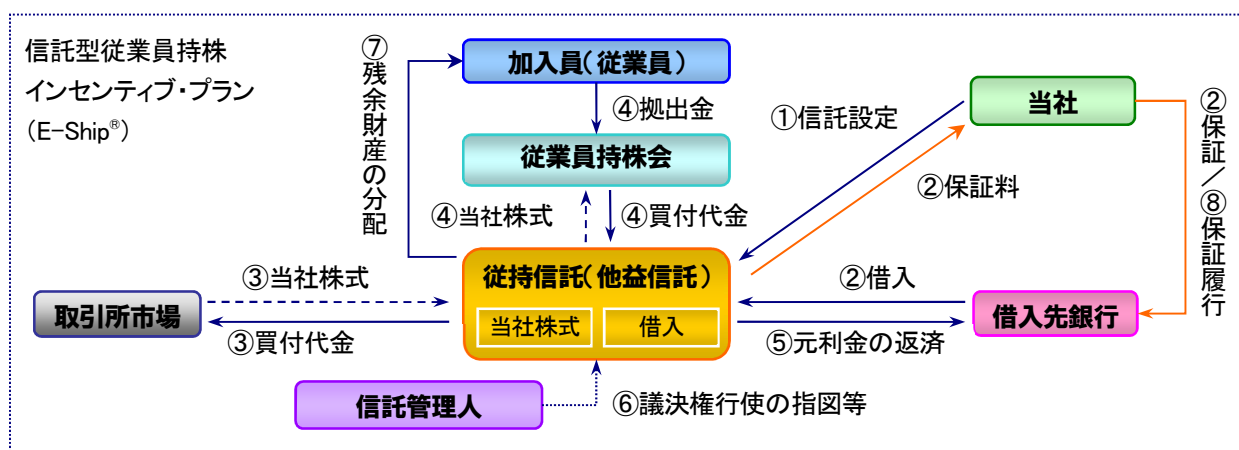 信託型従業員持株
インセンティブ・プラン
（E-Ship®）
⑦残余財産の分配
加入員（従業員）
④拠出金
従業員持株会
④当社株式
④買付代金
①信託設定
②保証料
当社
②保証／⑧保証履行
③当社株式
取引所市場
③買付代金
従持信託（他益信託）
当社株式
借入
②借入
⑤元利金の返済
借入先銀行
信託管理人
⑥議決権行使の指図等